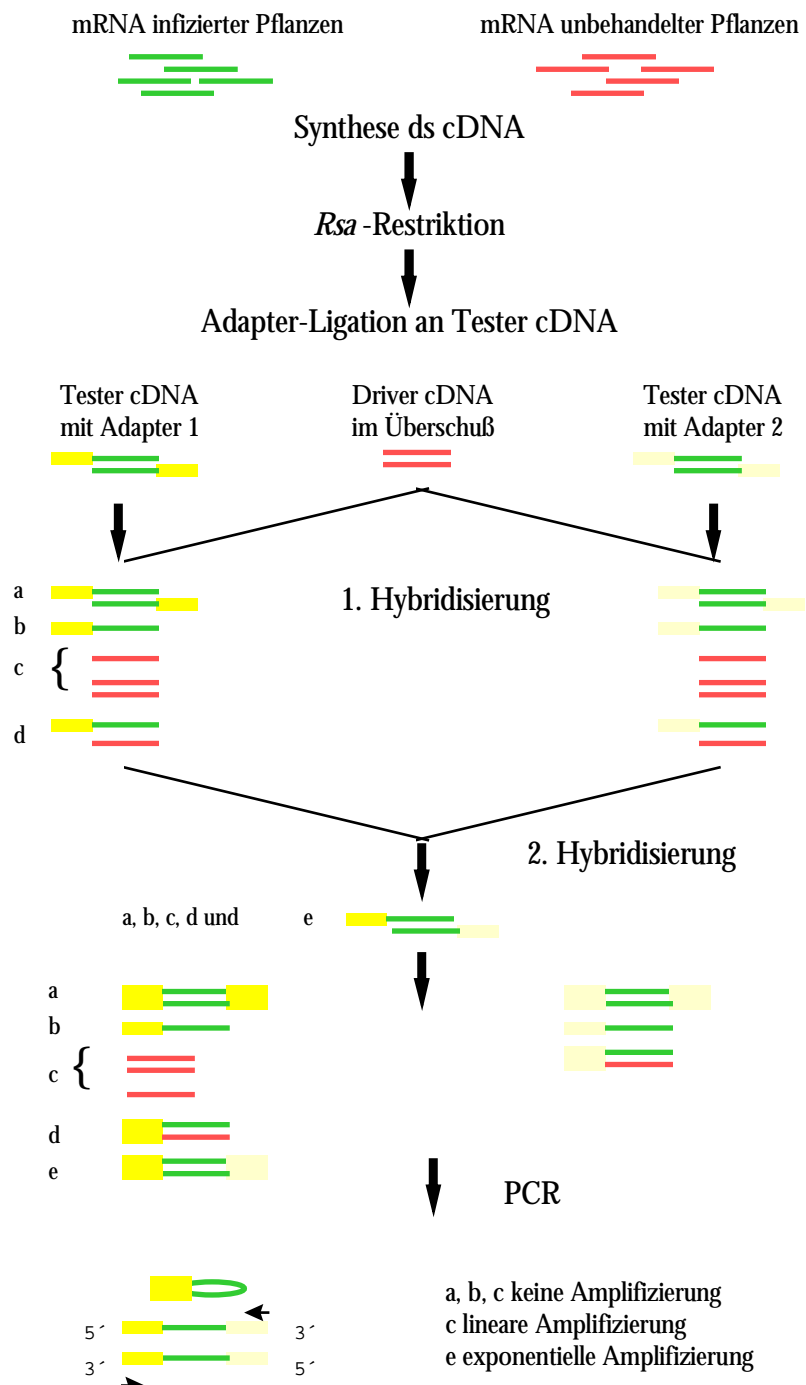 mRNA infizierter Pflanzen
mRNA unbehandelter Pflanzen
Synthese ds cDNA
Rsa -Restriktion
Adapter-Ligation an Tester cDNA
Tester cDNA
mit Adapter 1
Driver cDNA
im Überschuß
Tester cDNA
mit Adapter 2
a
1. Hybridisierung
b
c {
d
2. Hybridisierung
a, b, c, d und e
a
b
c {
d
e
PCR
a, b, c keine Amplifizierung
5´ 3´
c lineare Amplifizierung
3´ 5´
e exponentielle Amplifizierung